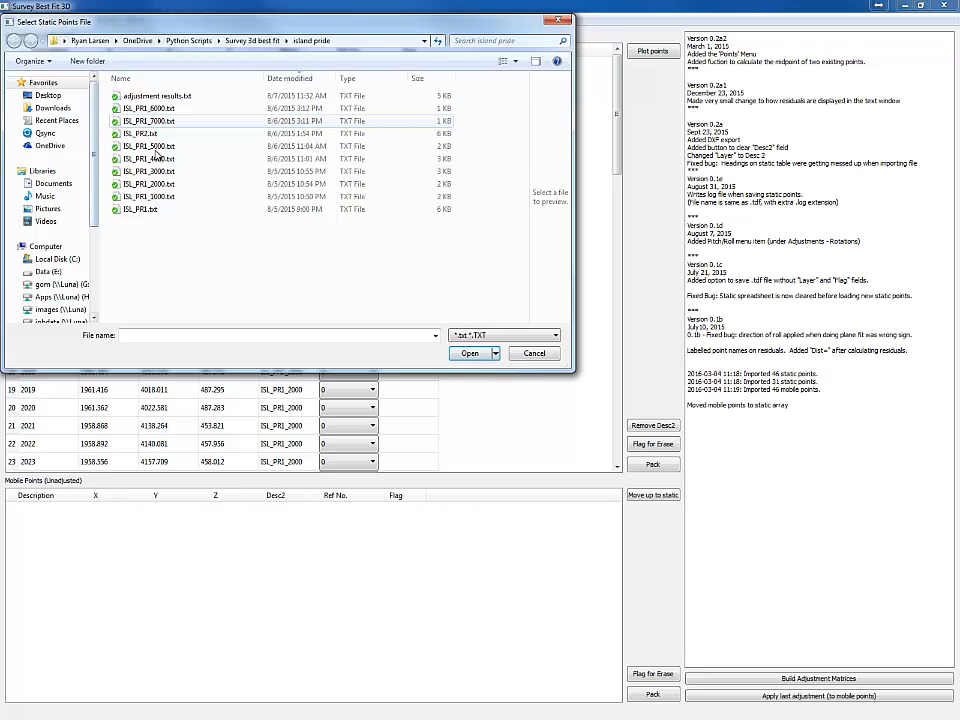 Survey Best Fit 3D
Select Static Points File
Ryan Larsen ▸ OneDrive ▸ Python Scripts ▸ Survey 3d best fit ▸ island pride
Search island pride
Organize New folder
Name Date modified Type Size
Favorites
Desktop
Downloads
Recent Places
Qsync
OneDrive
Libraries
Documents
Music
Pictures
Videos
Computer
Local Disk (C:)
Data (E:)
gom (\\Luna) (G:
Apps (\\Luna) (H
images (\\Luna)
adjustment results.txt 8/7/2015 11:32 AM TXT File 5 KB
ISL_PR1_6000.txt 8/6/2015 3:12 PM TXT File 1 KB
ISL_PR1_7000.txt 8/6/2015 3:11 PM TXT File 1 KB
ISL_PR2.txt 8/6/2015 1:54 PM TXT File 6 KB
ISL_PR1_5000.txt 8/6/2015 11:04 AM TXT File 2 KB
ISL_PR1_4000.txt 8/6/2015 11:01 AM TXT File 3 KB
ISL_PR1_3000.txt 8/5/2015 10:55 PM TXT File 3 KB
ISL_PR1_2000.txt 8/5/2015 10:54 PM TXT File 2 KB
ISL_PR1_1000.txt 8/5/2015 10:50 PM TXT File 2 KB
ISL_PR1.txt 8/5/2015 9:00 PM TXT File 6 KB
Select a file
to preview.
File name: *.txt *.TXT
Open Cancel
19 2019 1961.416 4018.011 487.295 ISL_PR1_2000 0
20 2020 1961.362 4022.581 487.283 ISL_PR1_2000 0
21 2021 1958.868 4138.264 453.821 ISL_PR1_2000 0
22 2022 1958.892 4140.081 457.956 ISL_PR1_2000 0
23 2023 1958.556 4157.709 458.012 ISL_PR1_2000 0
Mobile Points (Unadjusted)
Description X Y Z Desc2 Ref No. Flag
Plot points
Remove Desc2
Flag for Erase
Pack
Move up to static
Flag for Erase
Pack
Version 0.2a2
March 1, 2015
Added the 'Points' Menu
Added fuction to calculate the midpoint of two existing points.
***
Version 0.2a1
December 23, 2015
Made very small change to how residuals are displayed in the text window
***
Version 0.2a
Sept 23, 2015
Added DXF export
Added button to clear "Desc2" field
Changed "Layer" to Desc 2
Fixed bug: Headings on static table were getting messed up when importing file
***
Version 0.1e
August 31, 2015
Writes log file when saving static points.
(File name is same as .tdf, with extra .log extension)
***
Version 0.1d
August 7, 2015
Added Pitch/Roll menu item (under Adjustments - Rotations)
***
Version 0.1c
July 21, 2015
Added option to save .tdf file without "Layer" and "Flag" fields.
Fixed Bug: Static spreadsheet is now cleared before loading new static points.
***
Version 0.1b
July10, 2015
0.1b - Fixed bug: direction of roll applied when doing plane fit was wrong sign.
Labelled point names on residuals. Added "Dist=" after calculating residuals.
2016-03-04 11:18: Imported 46 static points.
2016-03-04 11:18: Imported 31 static points.
2016-03-04 11:19: Imported 46 mobile points.
Moved mobile points to static array
Build Adjustment Matrices
Apply last adjustment (to mobile points)